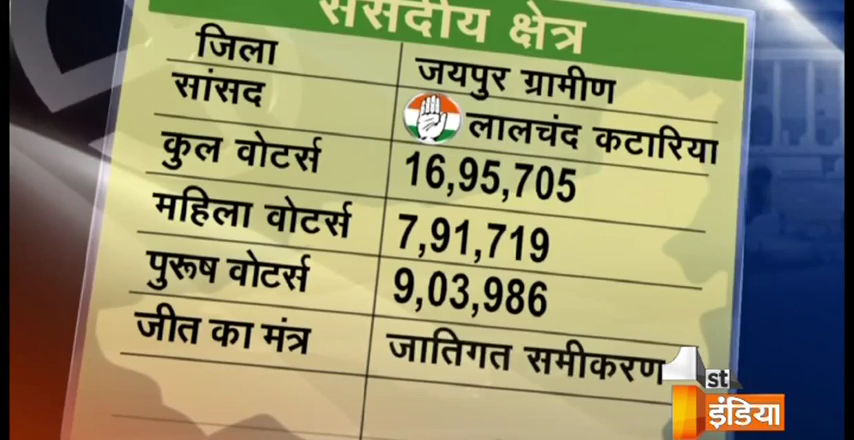 संसदीय क्षेत्र
जिला जयपुर ग्रामीण
सांसद लालचंद कटारिया
कुल वोटर्स 16,95,705
महिला वोटर्स 7,91,719
पुरूष वोटर्स 9,03,986
जीत का मंत्र जातिगत समीकरण
1st
इंडिया